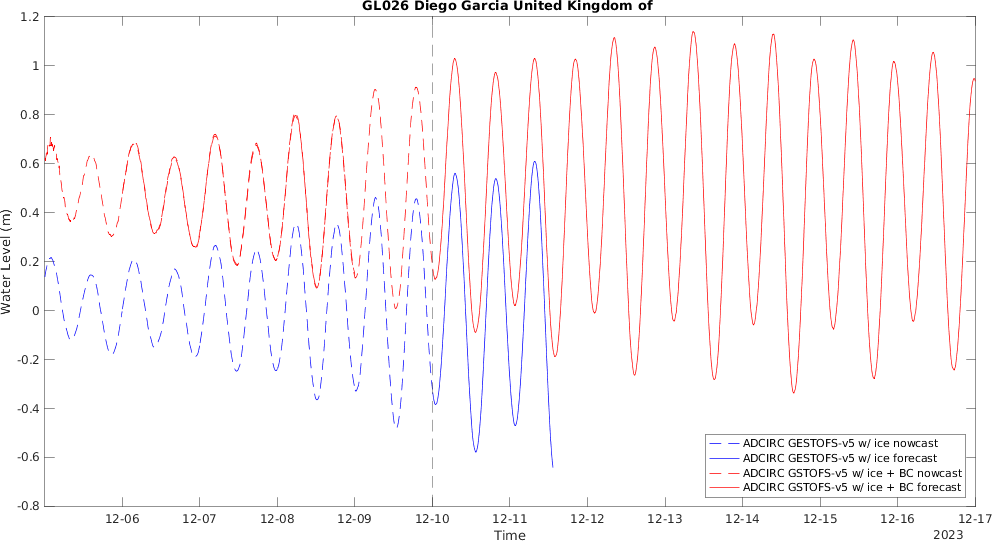 GL026 Diego Garcia United Kingdom of
1.2
1
0.8
0.6
0.4
0.2
0
-0.2
-0.4
-0.6
-0.8
Water Level (m)
ADCIRC GESTOFS-v5 w/ ice nowcast
ADCIRC GESTOFS-v5 w/ ice forecast
ADCIRC GSTOFS-v5 w/ ice + BC nowcast
ADCIRC GSTOFS-v5 w/ ice + BC forecast
12-06 12-07 12-08 12-09 12-10 12-11 12-12 12-13 12-14 12-15 12-16 12-17
Time
2023